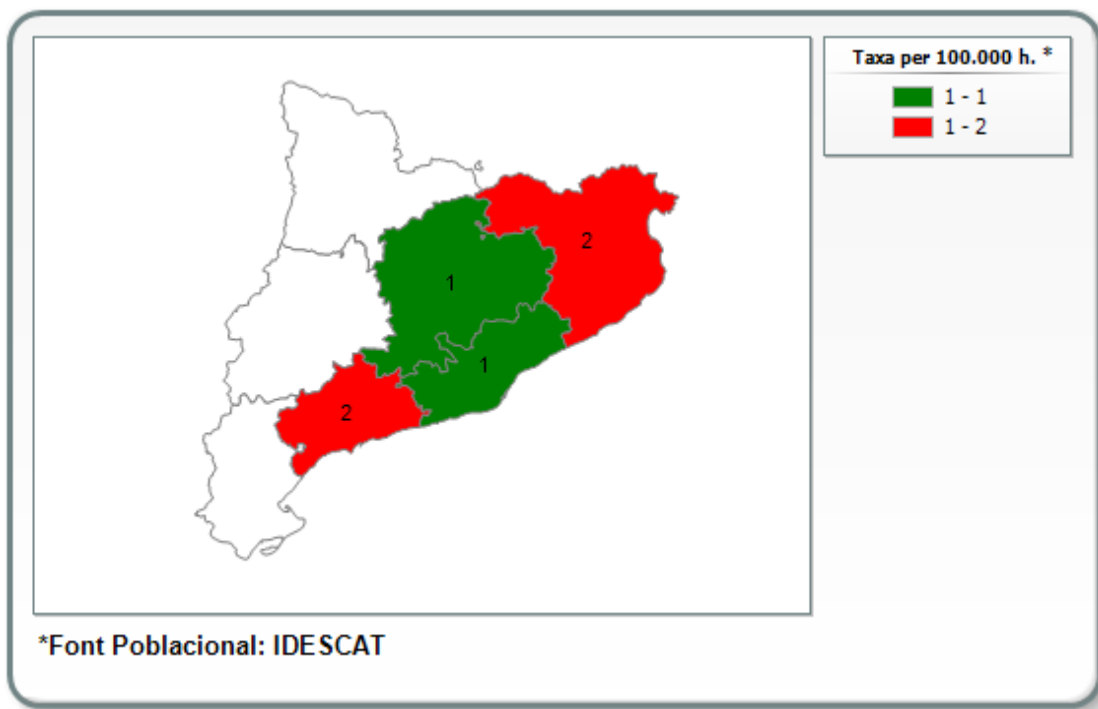 Taxa per 100.000 h. *
1 - 1
1 - 2
2
1
1
2
*Font Poblacional: IDESCAT